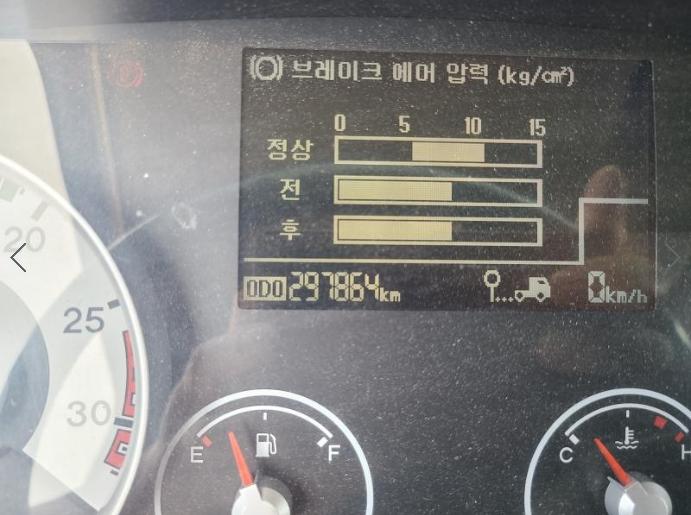 브레이크 에어 압력 (kg/cm²)
0 5 10 15
정상
전
후
ODO 297864km
0km/h
20
25
30
E F
C H